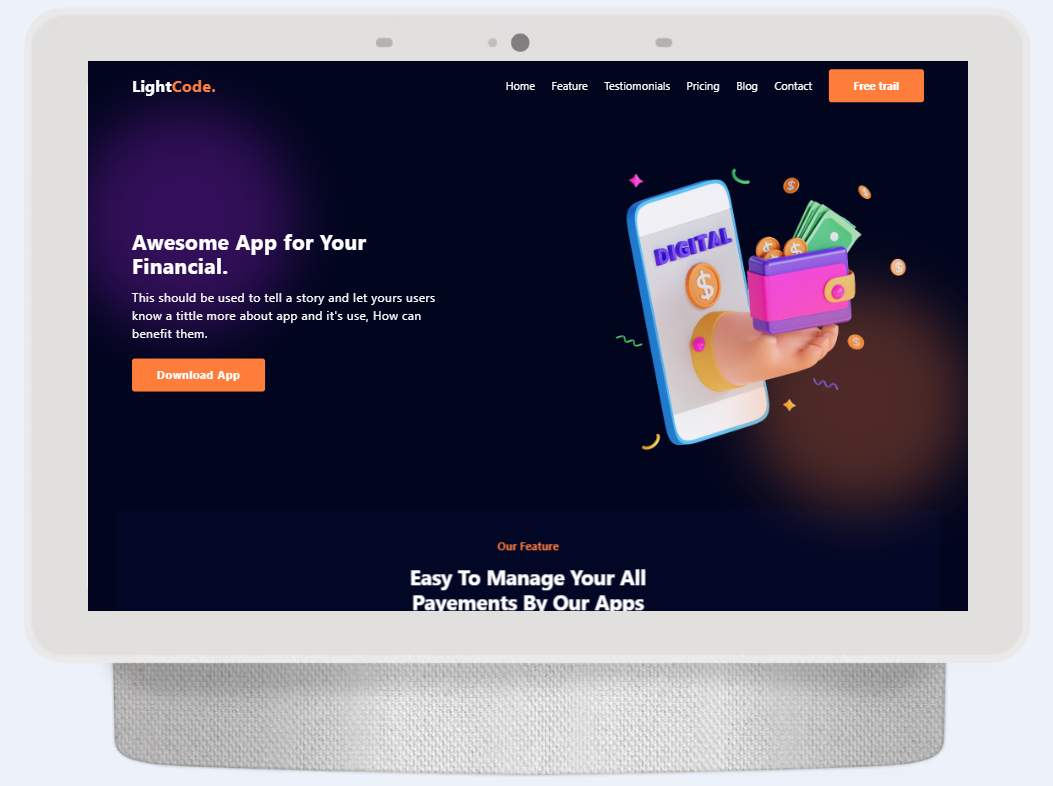 LightCode.
Home Feature Testiomonials Pricing Blog Contact Free trail
DIGITAL
Awesome App for Your
Financial.
This should be used to tell a story and let yours users
know a tittle more about app and it's use, How can
benefit them.
Download App
Our Feature
Easy To Manage Your All
Payements By Our Apps